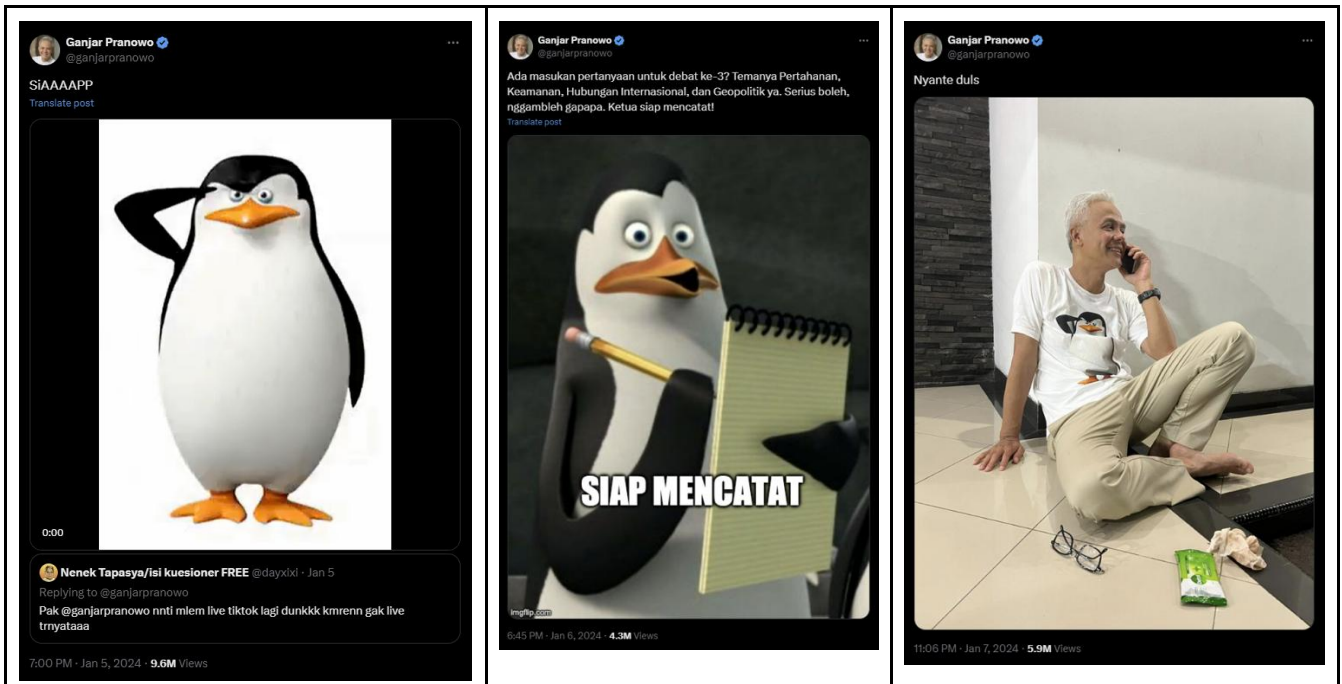 Ganjar Pranowo
@ganjarpranowo
SiAAAAPP
Translate post
0:00
Nenek Tapasya/isi kuesioner FREE @dayxixi · Jan 5
Replying to @ganjarpranowo
Pak @ganjarpranowo nnti mlem live tiktok lagi dunkkk kmrenn gak live
trnyataaa
7:00 PM · Jan 5, 2024 · 9.6M Views
Ganjar Pranowo
@ganjarpranowo
Ada masukan pertanyaan untuk debat ke-3? Temanya Pertahanan,
Keamanan, Hubungan Internasional, dan Geopolitik ya. Serius boleh,
nggambleh gapapa. Ketua siap mencatat!
Translate post
SIAP MENCATAT
imgflip.com
6:45 PM · Jan 6, 2024 · 4.3M Views
Ganjar Pranowo
@ganjarpranowo
Nyante duls
11:06 PM · Jan 7, 2024 · 5.9M Views